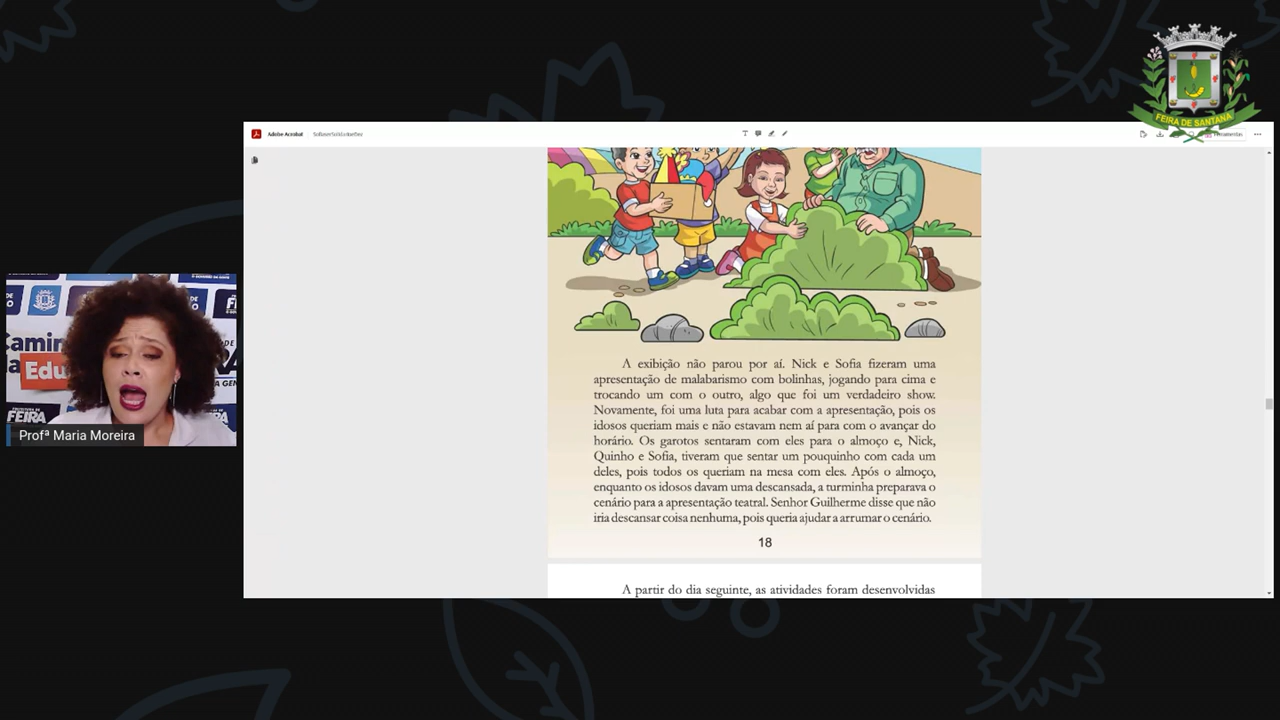 FEIRA DE SANTANA
Adobe Acrobat
Ferramentas
A exibição não parou por aí. Nick e Sofia fizeram uma
apresentação de malabarismo com bolinhas, jogando para cima e
trocando um com o outro, algo que foi um verdadeiro show.
Novamente, foi uma luta para acabar com a apresentação, pois os
idosos queriam mais e não estavam nem aí para com o avançar do
horário. Os garotos sentaram com eles para o almoço e, Nick,
Quinho e Sofia, tiveram que sentar um pouquinho com cada um
deles, pois todos os queriam na mesa com eles. Após o almoço,
enquanto os idosos davam uma descansada, a turminha preparava o
cenário para a apresentação teatral. Senhor Guilherme disse que não
iria descansar coisa nenhuma, pois queria ajudar a arrumar o cenário.
18
A partir do dia seguinte, as atividades foram desenvolvidas
Camin
Edu
FEIRA
Profª Maria Moreira